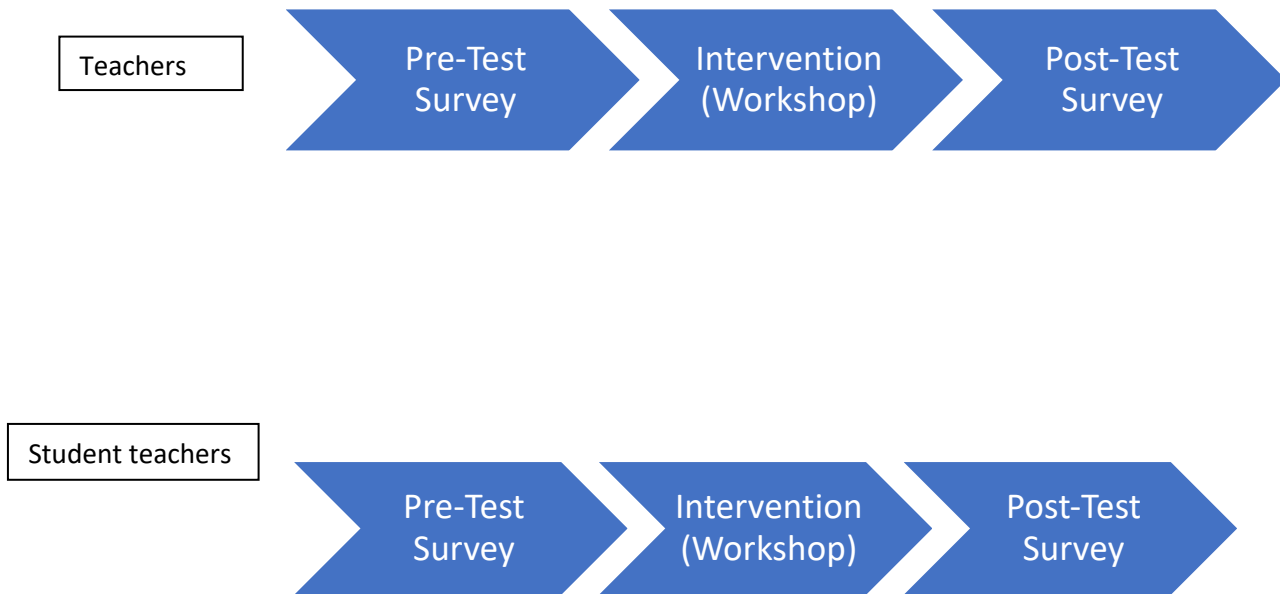 Teachers
Pre-Test
Survey
Intervention
(Workshop)
Post-Test
Survey
Student teachers
Pre-Test
Survey
Intervention
(Workshop)
Post-Test
Survey